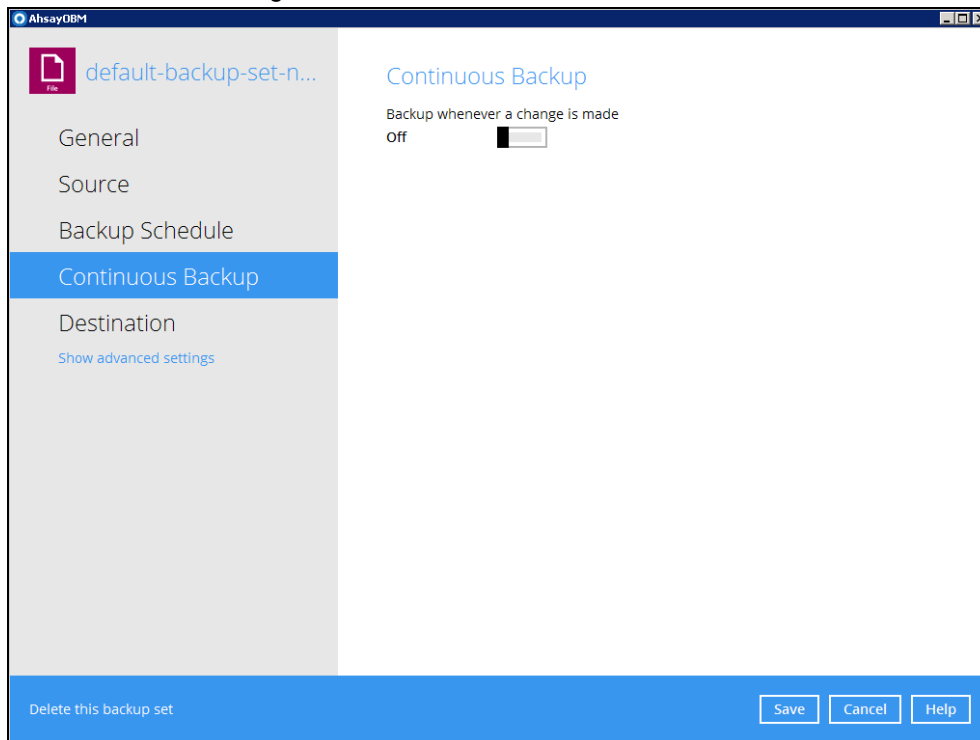 AhsayOBM
File
default-backup-set-n...
General
Source
Backup Schedule
Continuous Backup
Destination
Show advanced settings
Continuous Backup
Backup whenever a change is made
Off
Delete this backup set
Save
Cancel
Help